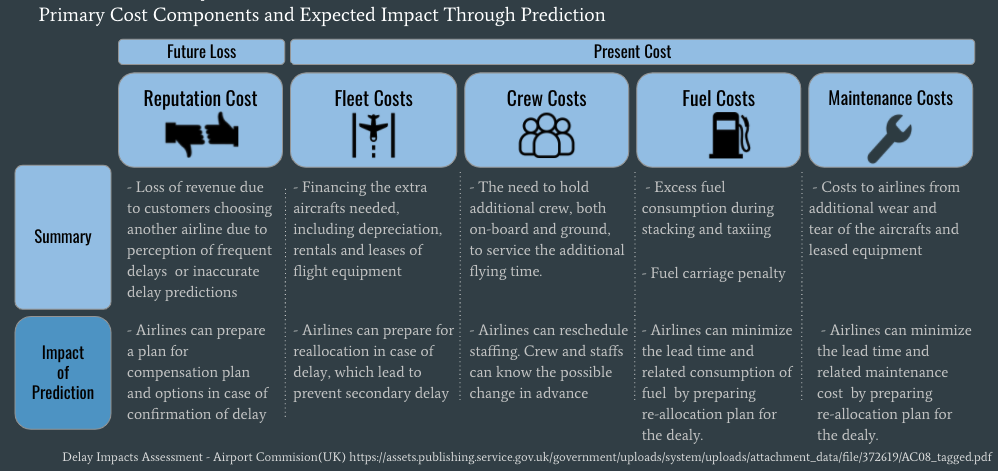 Primary Cost Components and Expected Impact Through Prediction
Future Loss
Present Cost
Reputation Cost
Fleet Costs
Crew Costs
Fuel Costs
Maintenance Costs
Summary
- Loss of revenue due
to customers choosing
another airline due to
perception of frequent
delays or inaccurate
delay predictions
- Financing the extra
aircrafts needed,
including depreciation,
rentals and leases of
flight equipment
- The need to hold
additional crew, both
on-board and ground,
to service the additional
flying time.
- Excess fuel
consumption during
stacking and taxiing
- Fuel carriage penalty
- Costs to airlines from
additional wear and
tear of the aircrafts and
leased equipment
Impact
of
Prediction
- Airlines can prepare
a plan for
compensation plan
and options in case of
confirmation of delay
- Airlines can prepare for
reallocation in case of
delay, which lead to
prevent secondary delay
- Airlines can reschedule
staffing. Crew and staffs
can know the possible
change in advance
- Airlines can minimize
the lead time and
related consumption of
fuel by preparing
re-allocation plan for
the dealy.
- Airlines can minimize
the lead time and
related maintenance
cost by preparing
re-allocation plan for
the dealy.
Delay Impacts Assessment - Airport Commision(UK) https://assets.publishing.service.gov.uk/government/uploads/system/uploads/attachment_data/file/372619/AC08_tagged.pdf